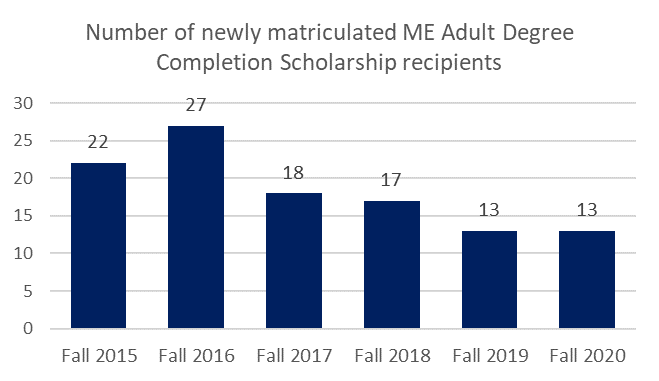 Number of newly matriculated ME Adult Degree
Completion Scholarship recipients
30
25
20
15
10
5
0
22
27
18
17
13
13
Fall 2015
Fall 2016
Fall 2017
Fall 2018
Fall 2019
Fall 2020